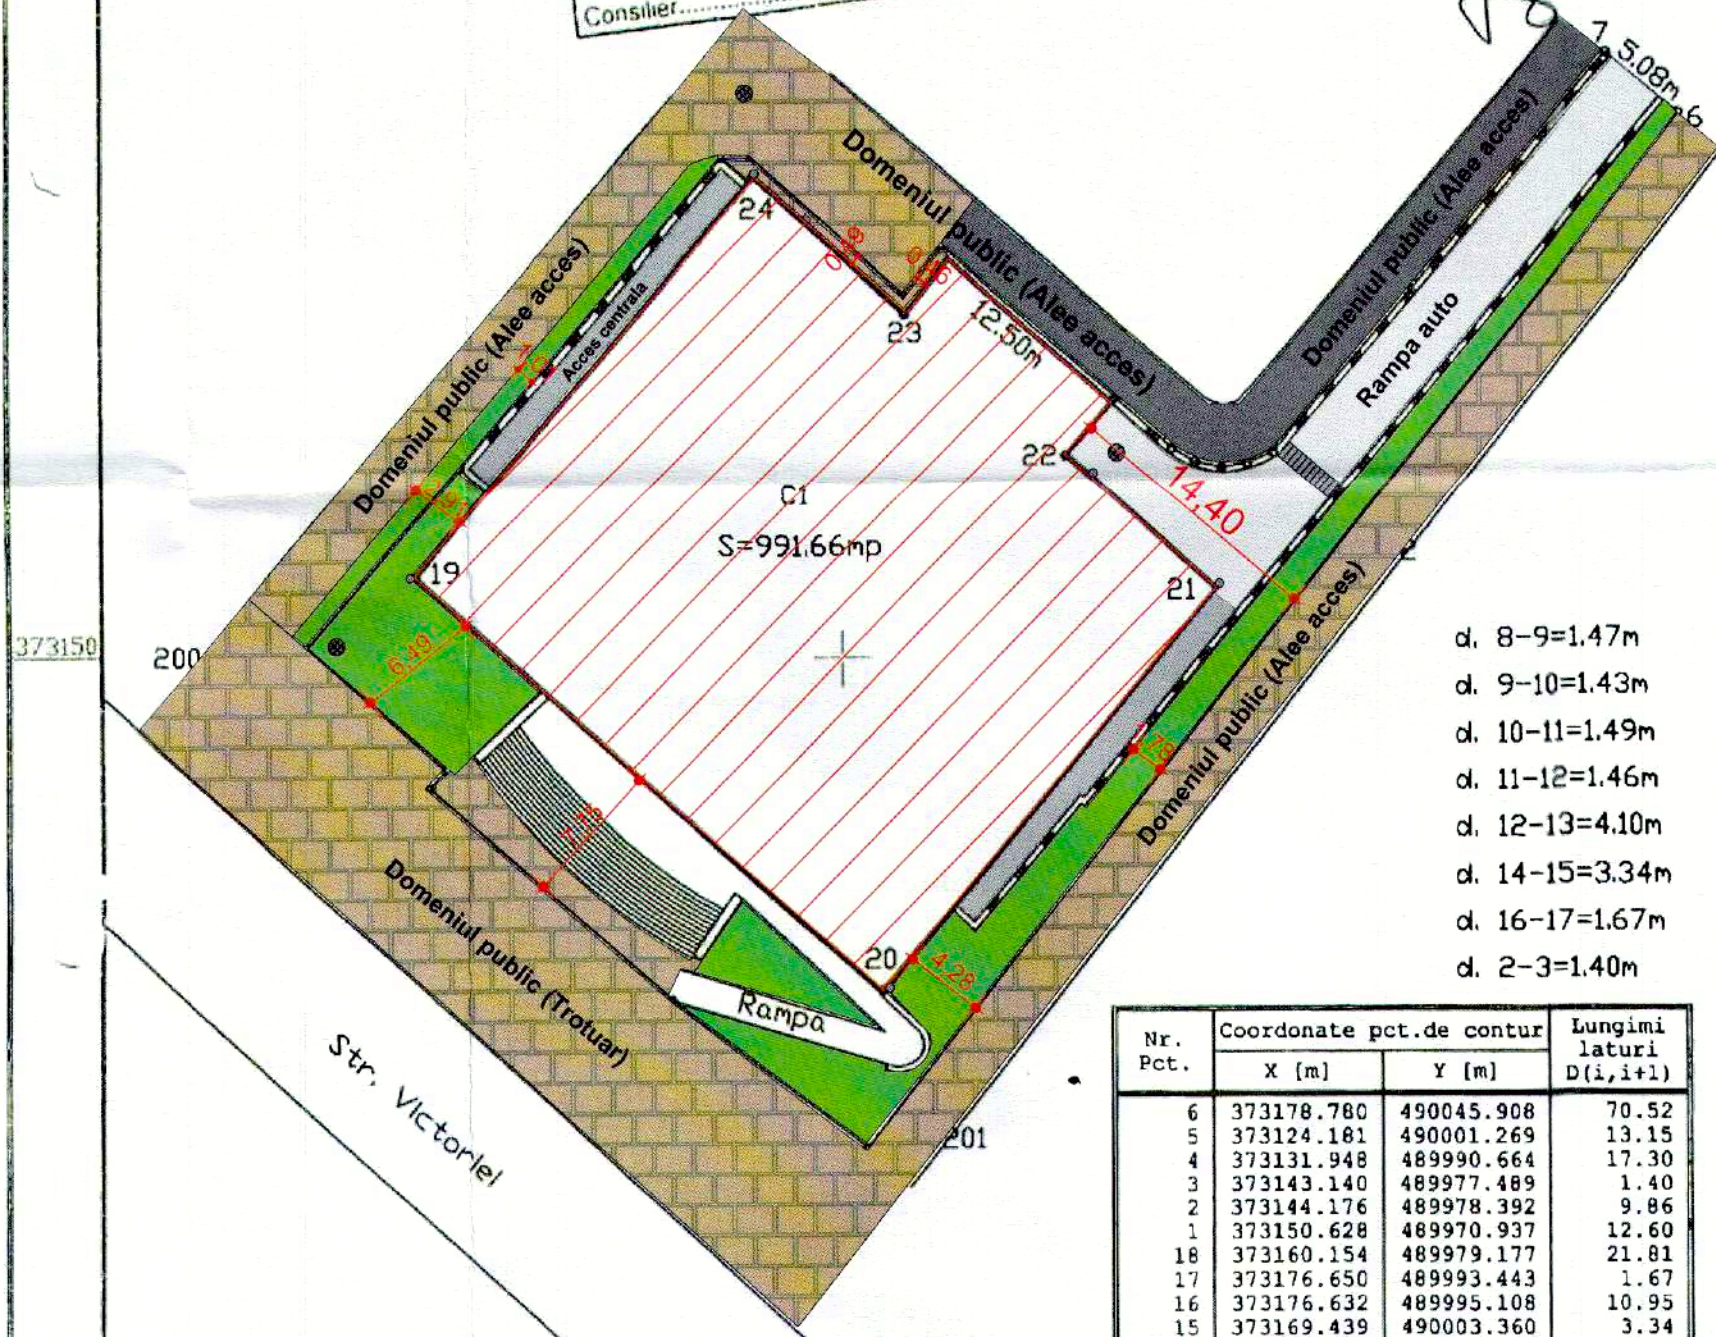 Consilier
7
5.08m
6
Domeniul public (Alee acces)
Domeniul public (Alee acces)
Rampa auto
24
0.46
23
12.50m
Domeniul public (Alee acces)
Acces centrala
22
14,40
C1
S=991.66mp
2,93
19
21
2
Domeniul public (Alee acces)
373150
200
6,49
1,78
20
4,28
Rampa
Domeniul public (Trotuar)
Str. Victoriei
201
d. 8-9=1.47m
d. 9-10=1.43m
d. 10-11=1.49m
d. 11-12=1.46m
d. 12-13=4.10m
d. 14-15=3.34m
d. 16-17=1.67m
d. 2-3=1.40m
Nr. Pct. Coordonate pct.de contur Lungimi laturi D(i,i+1)
X [m] Y [m]
6 373178.780 490045.908 70.52
5 373124.181 490001.269 13.15
4 373131.948 489990.664 17.30
3 373143.140 489977.489 1.40
2 373144.176 489978.392 9.86
1 373150.628 489970.937 12.60
18 373160.154 489979.177 21.81
17 373176.650 489993.443 1.67
16 373176.632 489995.108 10.95
15 373169.439 490003.360 3.34